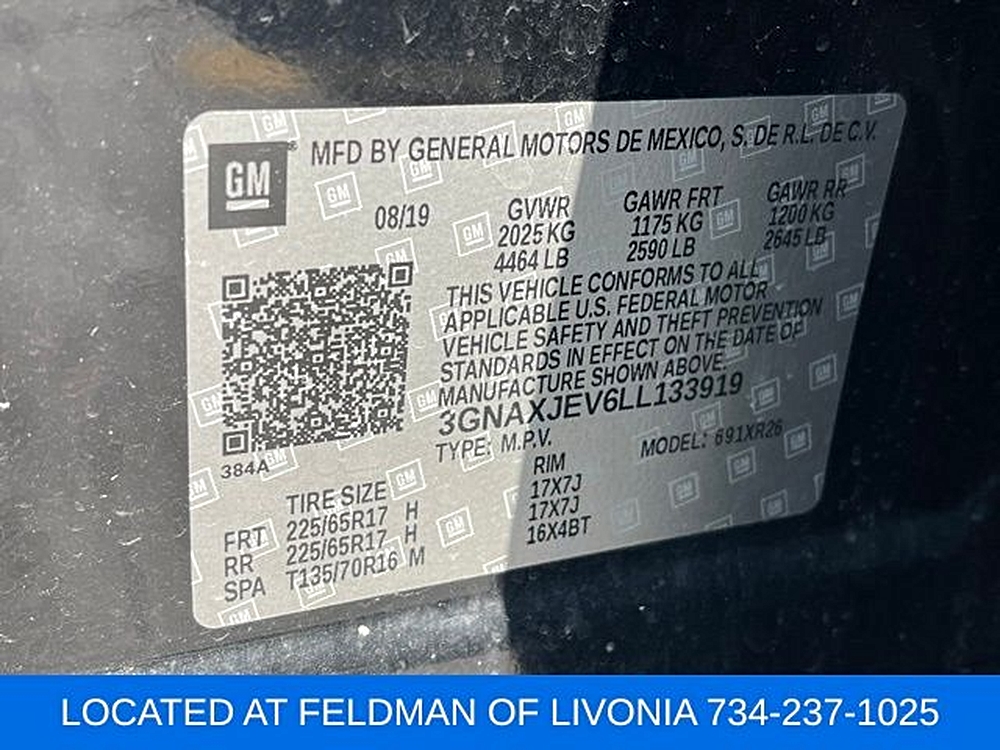 GM
MFD BY GENERAL MOTORS DE MEXICO, S. DE R.L. DE C.V.
08/19
GVWR GAWR FRT GAWR RR
2025 KG 1175 KG 1200 KG
4464 LB 2590 LB 2645 LB
THIS VEHICLE CONFORMS TO ALL
APPLICABLE U.S. FEDERAL MOTOR
VEHICLE SAFETY AND THEFT PREVENTION
STANDARDS IN EFFECT ON THE DATE OF
MANUFACTURE SHOWN ABOVE.
3GNAXJEV6LL133919
TYPE: M.P.V. MODEL: 691XR26
384A
TIRE SIZE RIM
FRT 225/65R17 H 17X7J
RR 225/65R17 H 17X7J
SPA T135/70R16 M 16X4BT
LOCATED AT FELDMAN OF LIVONIA 734-237-1025